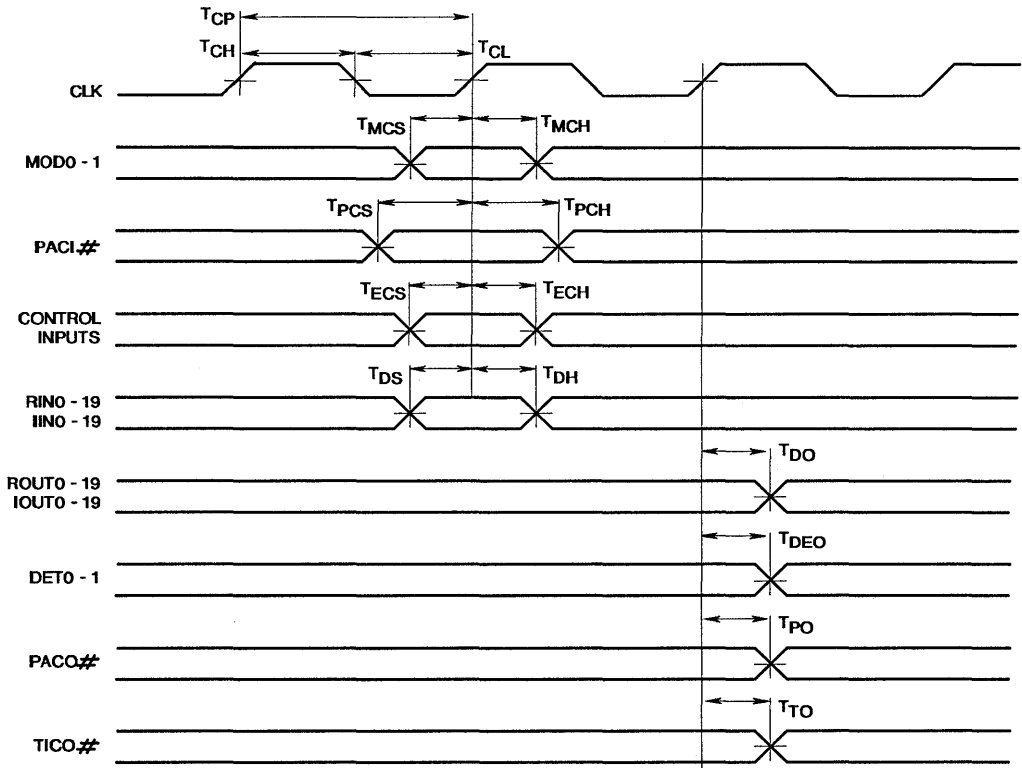 TCP
TCH
TCL
CLK
TMCS
TMCH
MOD0 - 1
TPCS
TPCH
PACI#
TECS
TECH
CONTROL
INPUTS
TDS
TDH
RIN0 - 19
IIN0 - 19
TDO
ROUT0 - 19
IOUT0 - 19
TDEO
DET0 - 1
TPO
PACO#
TTO
TICO#